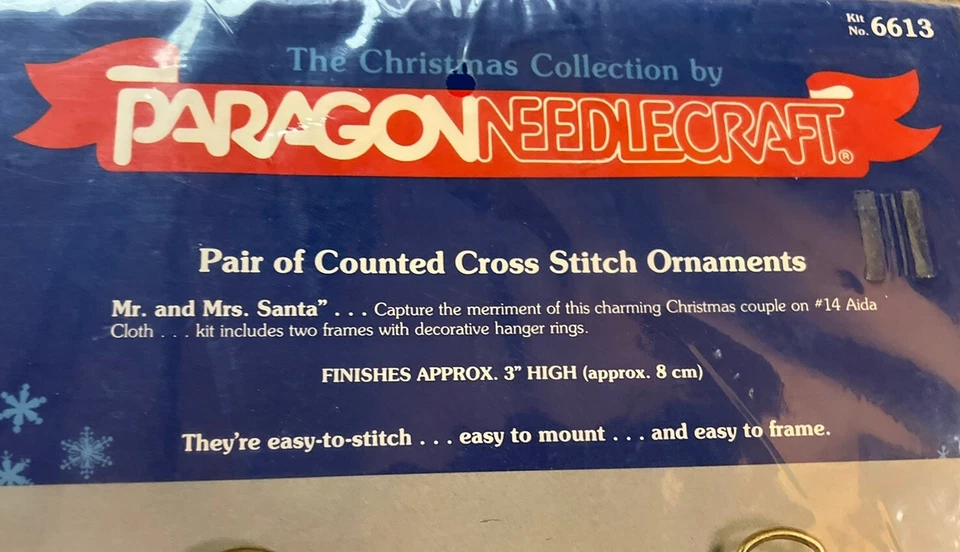 Kit
No. 6613
The Christmas Collection by
PARAGON NEEDLECRAFT®
Pair of Counted Cross Stitch Ornaments
Mr. and Mrs. Santa” . . . Capture the merriment of this charming Christmas couple on #14 Aida
Cloth . . . kit includes two frames with decorative hanger rings.
FINISHES APPROX. 3” HIGH (approx. 8 cm)
They’re easy-to-stitch . . . easy to mount . . . and easy to frame.